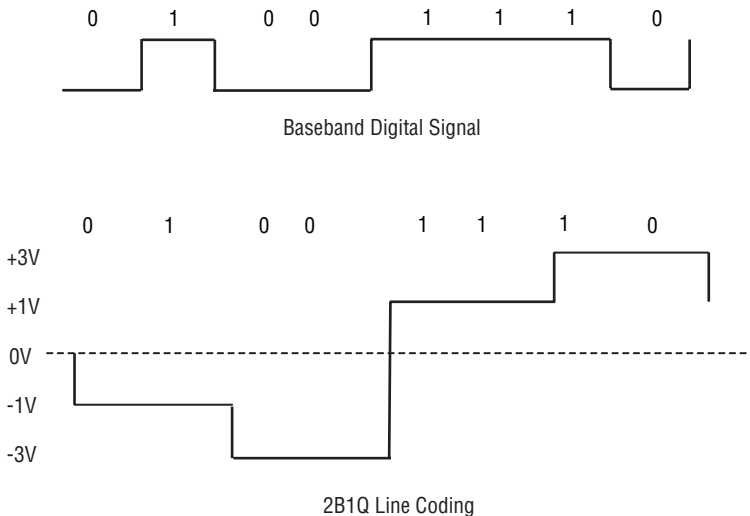 0 1 0 0 1 1 1 0
Baseband Digital Signal
0 1 0 0 1 1 1 0
+3V
+1V
0V
-1V
-3V
2B1Q Line Coding